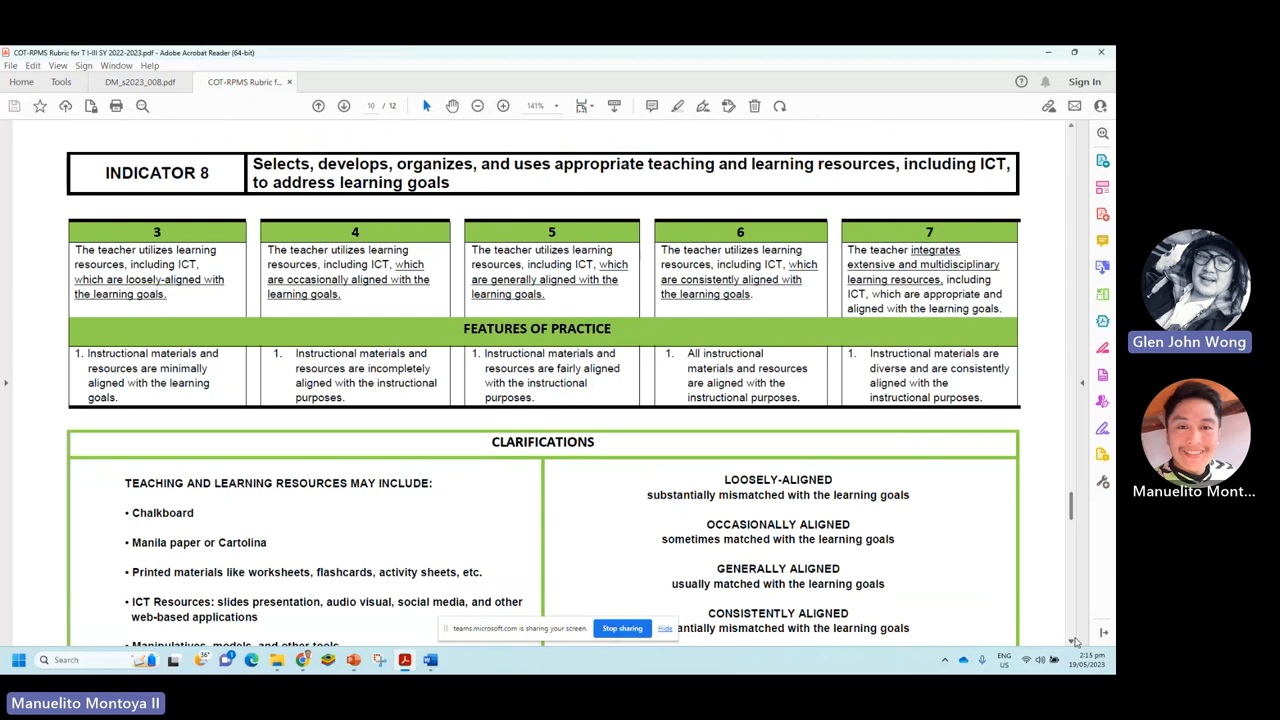 COT-RPMS Rubric for T I-III SY 2022-2023.pdf - Adobe Acrobat Reader (64-bit)
File Edit View Sign Window Help
Home Tools DM_s2023_008.pdf COT-RPMS Rubric f... × Sign In
10 / 12 141%
INDICATOR 8
Selects, develops, organizes, and uses appropriate teaching and learning resources, including ICT,
to address learning goals
3
The teacher utilizes learning
resources, including ICT,
which are loosely-aligned with
the learning goals.
4
The teacher utilizes learning
resources, including ICT, which
are occasionally aligned with the
learning goals.
5
The teacher utilizes learning
resources, including ICT, which
are generally aligned with the
learning goals.
6
The teacher utilizes learning
resources, including ICT, which
are consistently aligned with
the learning goals.
7
The teacher integrates
extensive and multidisciplinary
learning resources, including
ICT, which are appropriate and
aligned with the learning goals.
FEATURES OF PRACTICE
1. Instructional materials and
resources are minimally
aligned with the learning
goals.
1. Instructional materials and
resources are incompletely
aligned with the instructional
purposes.
1. Instructional materials and
resources are fairly aligned
with the instructional
purposes.
1. All instructional
materials and resources
are aligned with the
instructional purposes.
1. Instructional materials are
diverse and are consistently
aligned with the
instructional purposes.
CLARIFICATIONS
TEACHING AND LEARNING RESOURCES MAY INCLUDE:
• Chalkboard
• Manila paper or Cartolina
• Printed materials like worksheets, flashcards, activity sheets, etc.
• ICT Resources: slides presentation, audio visual, social media, and other
web-based applications
• Manipulatives, models, and other tools
LOOSELY-ALIGNED
substantially mismatched with the learning goals
OCCASIONALLY ALIGNED
sometimes matched with the learning goals
GENERALLY ALIGNED
usually matched with the learning goals
CONSISTENTLY ALIGNED
antially mismatched with the learning goals
teams.microsoft.com is sharing your screen. Stop sharing Hide
Search
36°
ENG
US
2:15 pm
19/05/2023
Glen John Wong
Manuelito Mont...
Manuelito Montoya II